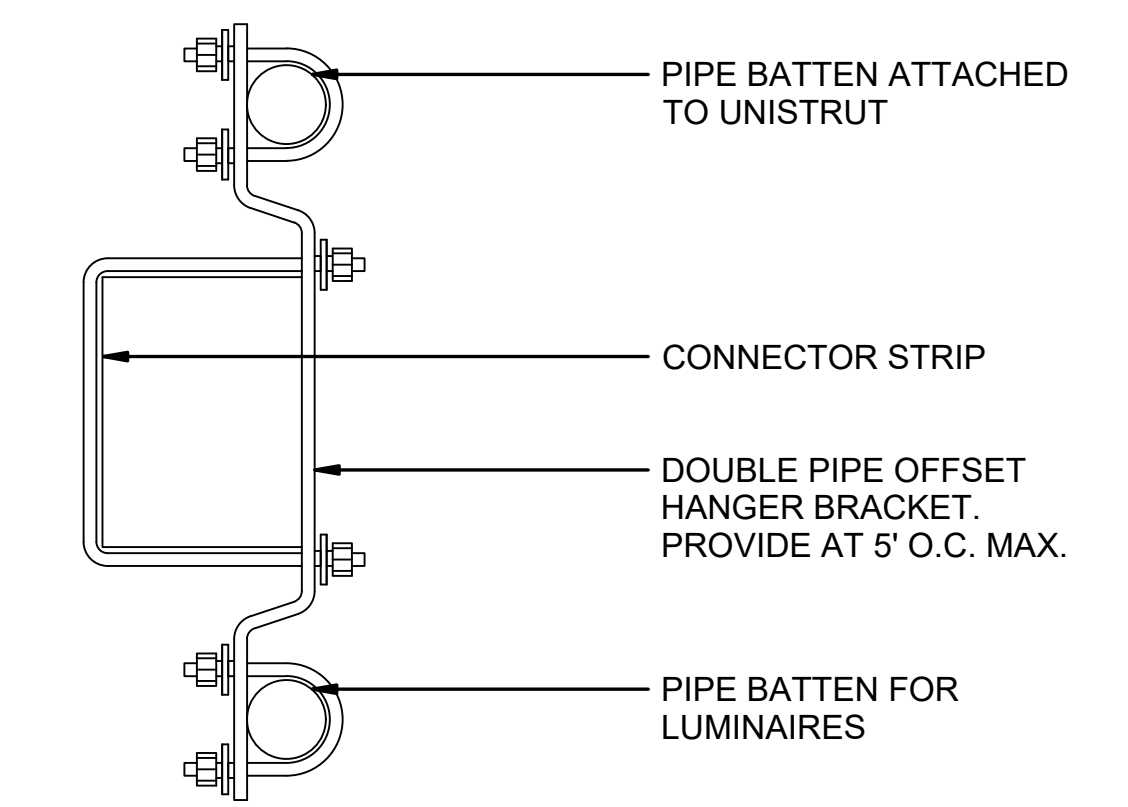 PIPE BATTEN ATTACHED
TO UNISTRUT
CONNECTOR STRIP
DOUBLE PIPE OFFSET
HANGER BRACKET.
PROVIDE AT 5' O.C. MAX.
PIPE BATTEN FOR
LUMINAIRES